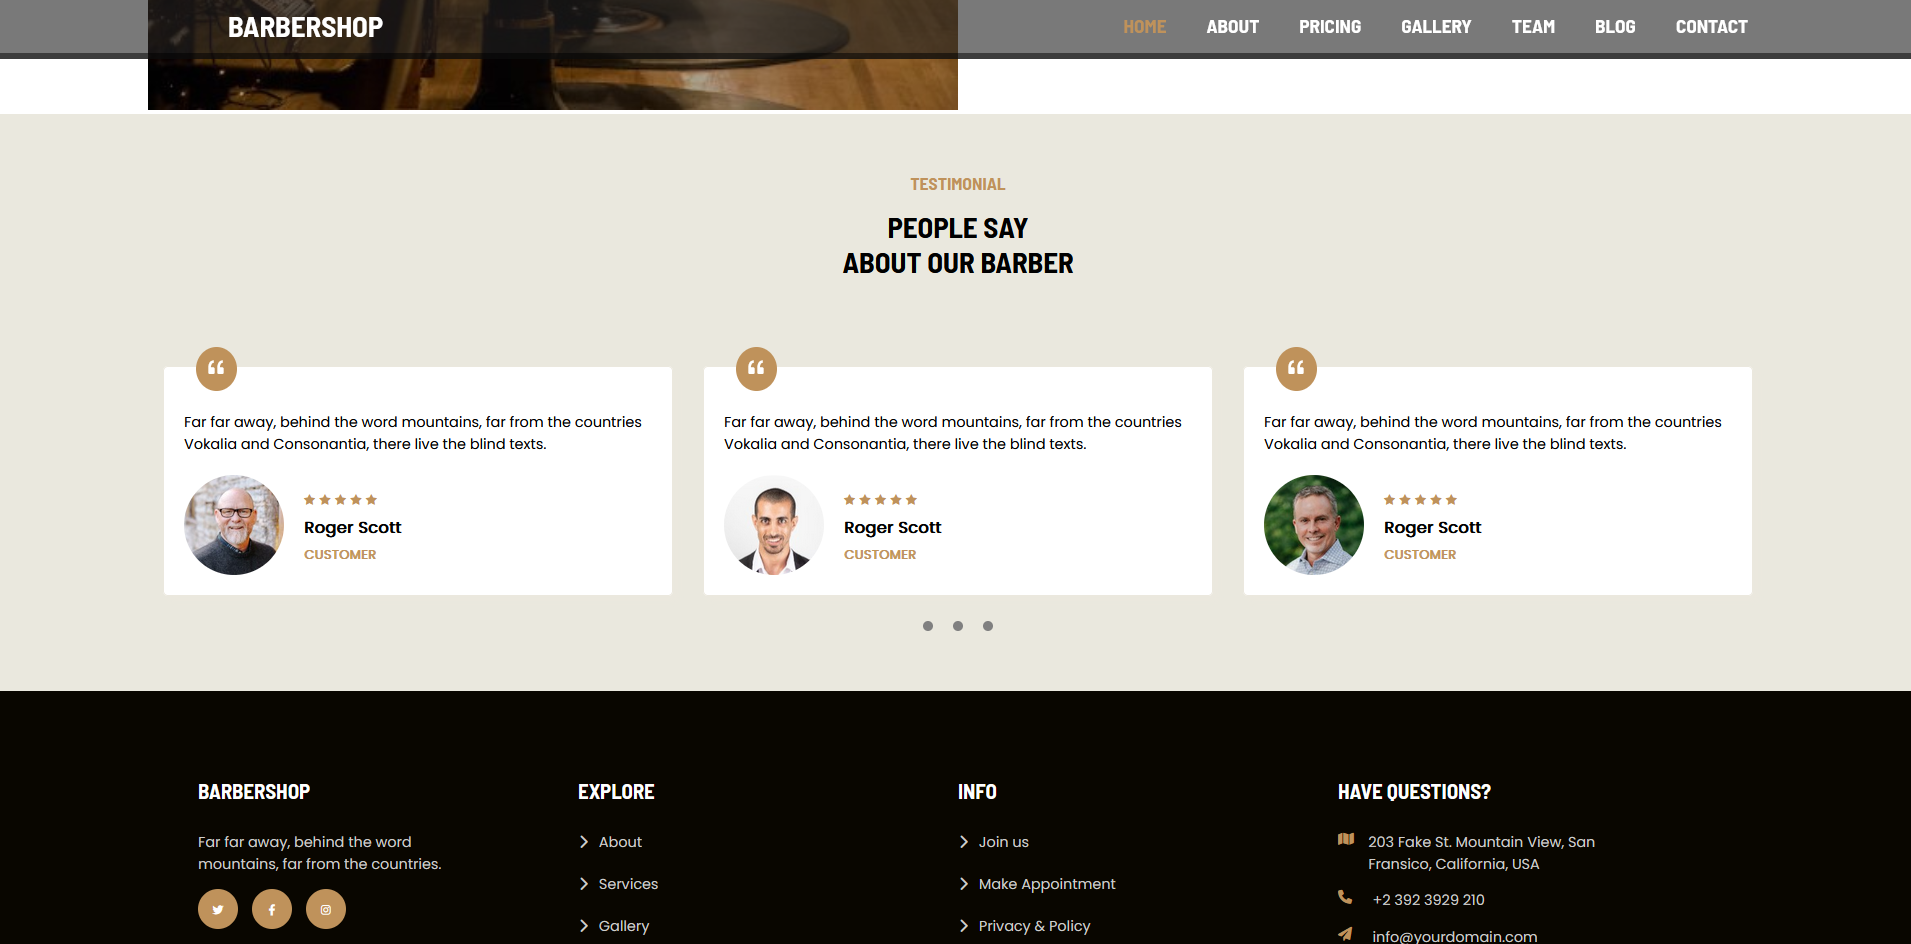 BARBERSHOP
HOME ABOUT PRICING GALLERY TEAM BLOG CONTACT
TESTIMONIAL
PEOPLE SAY
ABOUT OUR BARBER
Far far away, behind the word mountains, far from the countries
Vokalia and Consonantia, there live the blind texts.
Roger Scott
CUSTOMER
Far far away, behind the word mountains, far from the countries
Vokalia and Consonantia, there live the blind texts.
Roger Scott
CUSTOMER
Far far away, behind the word mountains, far from the countries
Vokalia and Consonantia, there live the blind texts.
Roger Scott
CUSTOMER
BARBERSHOP
Far far away, behind the word
mountains, far from the countries.
EXPLORE
About
Services
Gallery
INFO
Join us
Make Appointment
Privacy & Policy
HAVE QUESTIONS?
203 Fake St. Mountain View, San
Fransico, California, USA
+2 392 3929 210
info@yourdomain.com